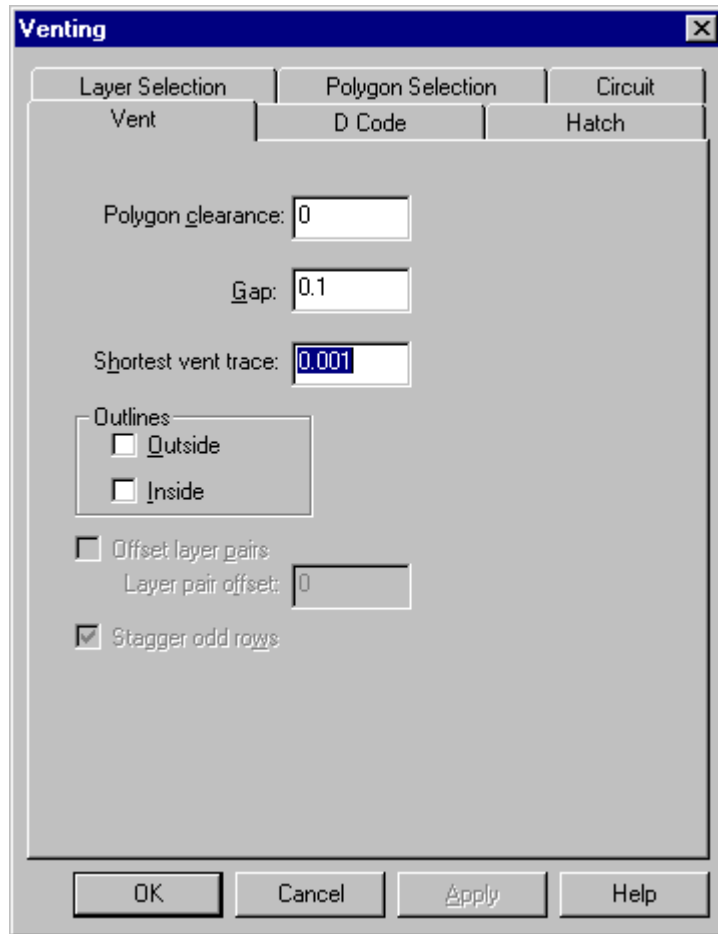 Venting
Layer Selection Polygon Selection Circuit
Vent D Code Hatch
Polygon clearance: 0
Gap: 0.1
Shortest vent trace: 0.001
Outlines
Outside
Inside
Offset layer pairs
Layer pair offset: 0
Stagger odd rows
OK Cancel Apply Help